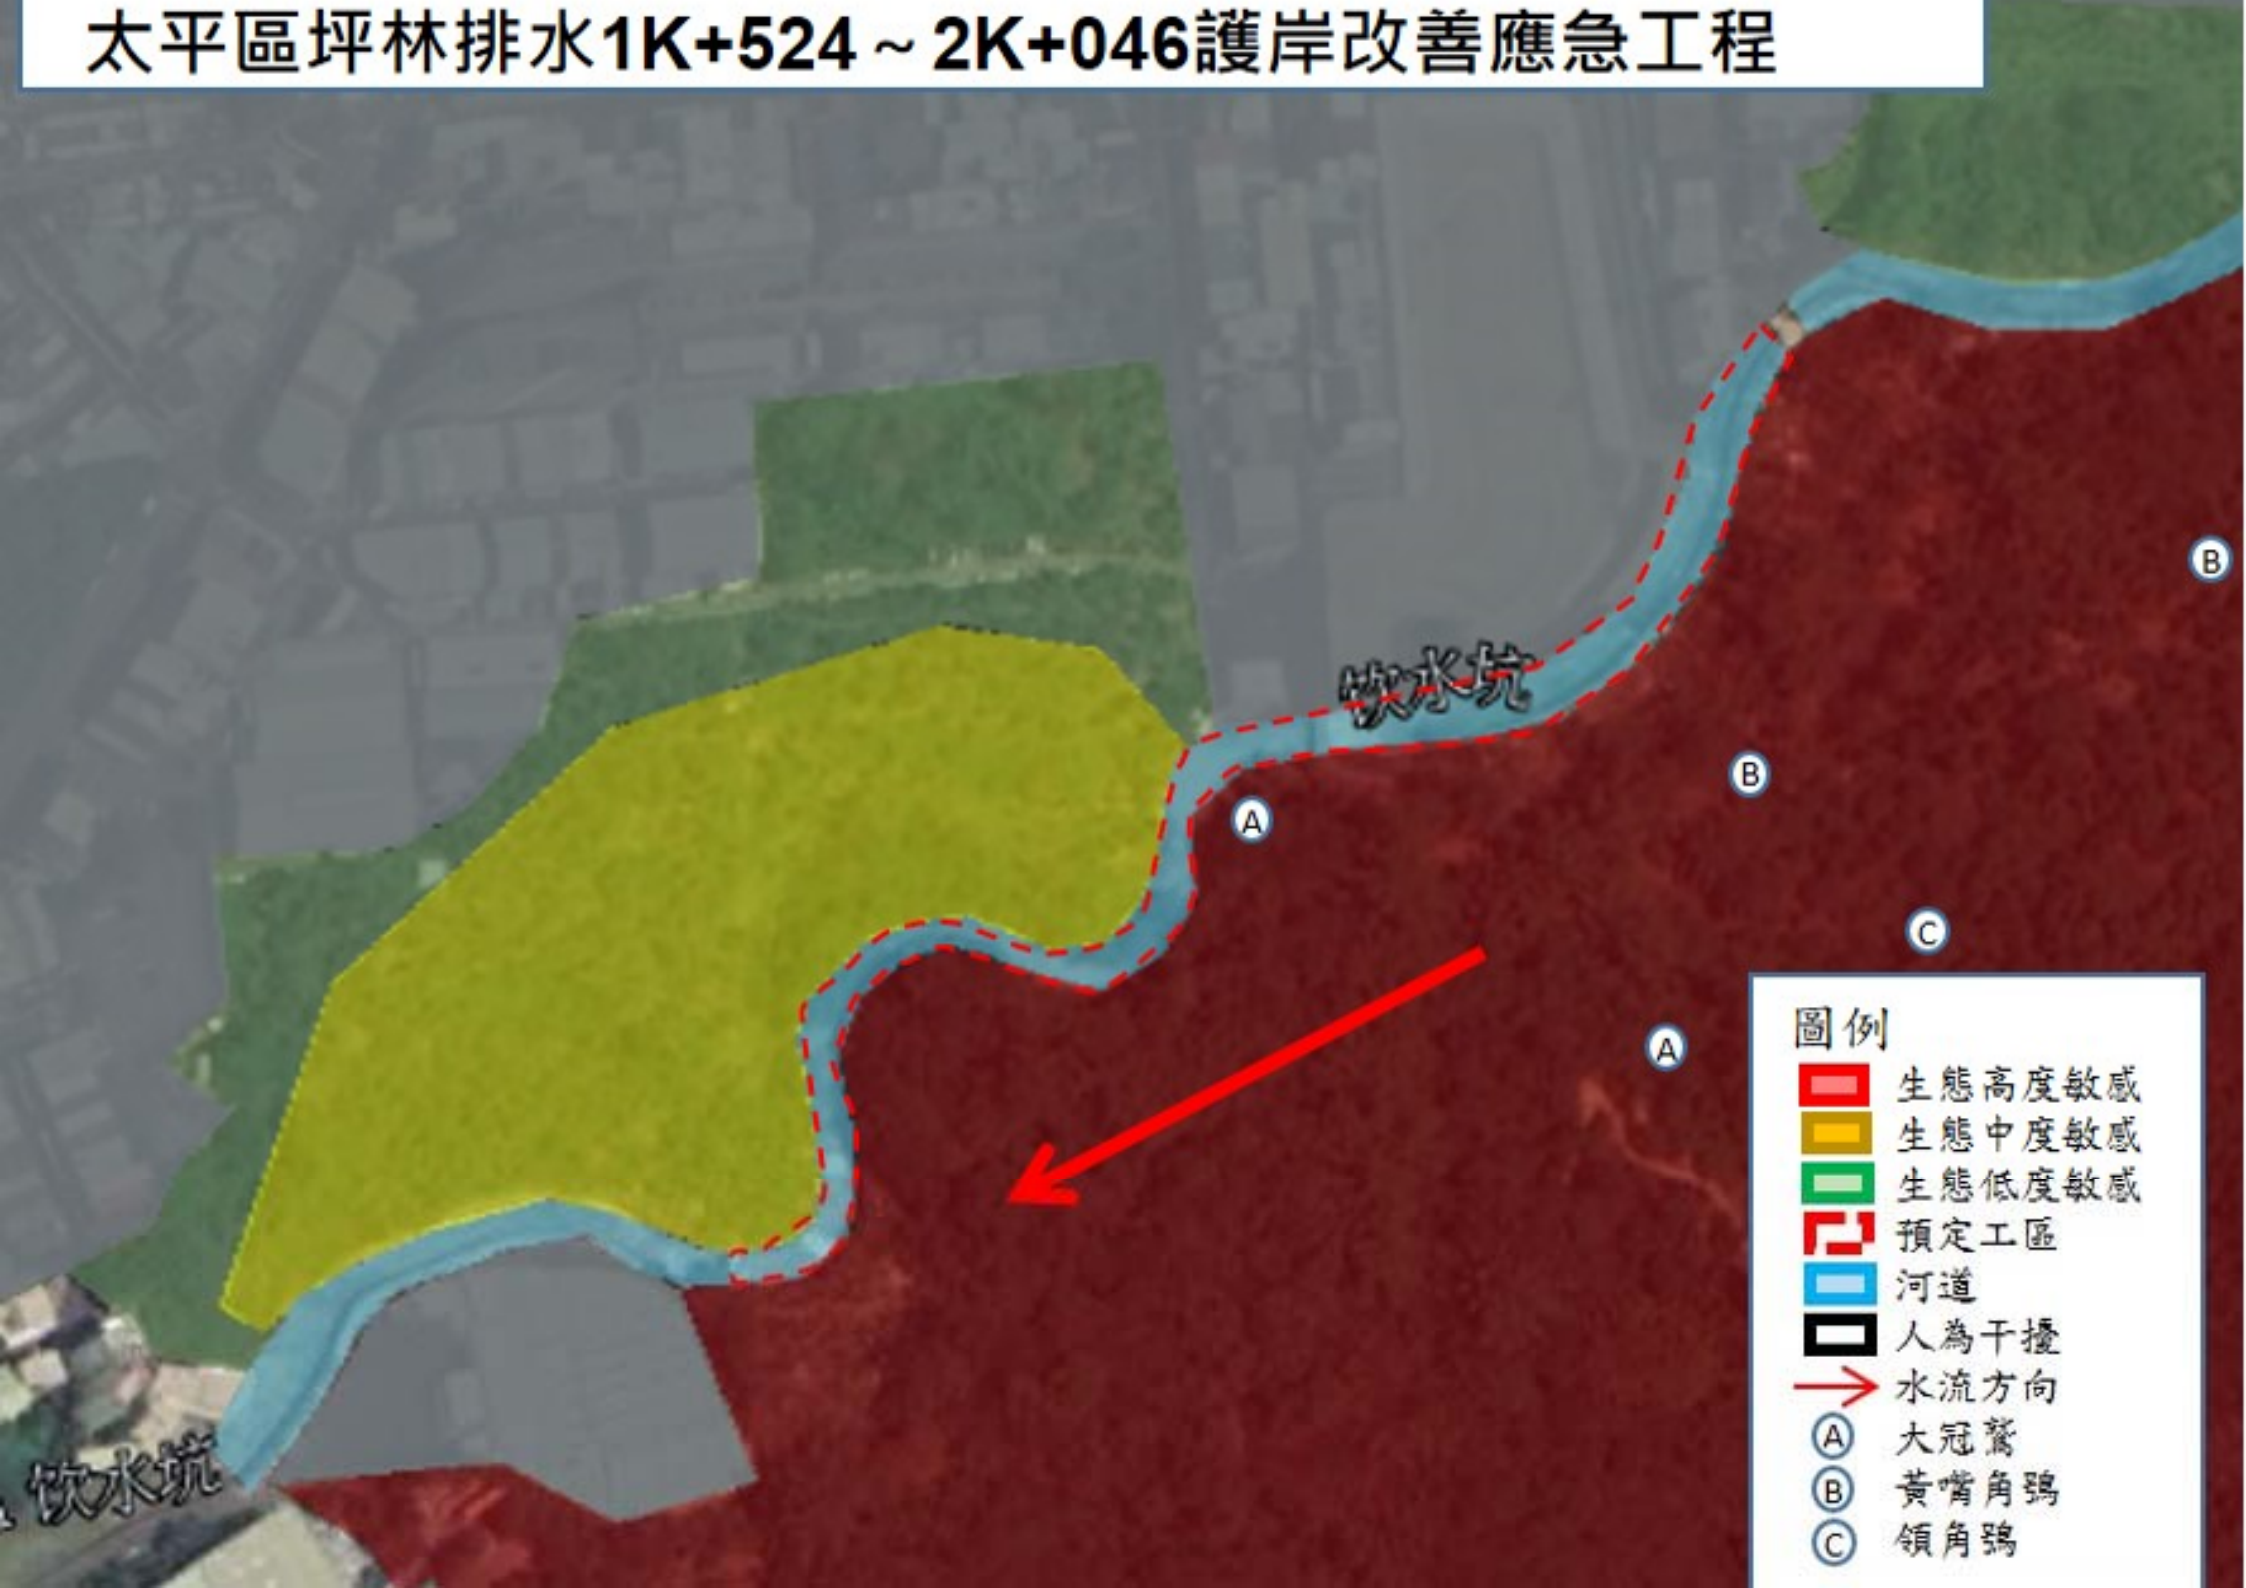 太平區坪林排水1K+524～2K+046護岸改善應急工程
B
饮水坑
B
A
C
A
圖例
生態高度敏感
生態中度敏感
生態低度敏感
預定工區
河道
人為干擾
水流方向
A 大冠鷲
B 黃嘴角鴞
C 領角鴞
饮水坑